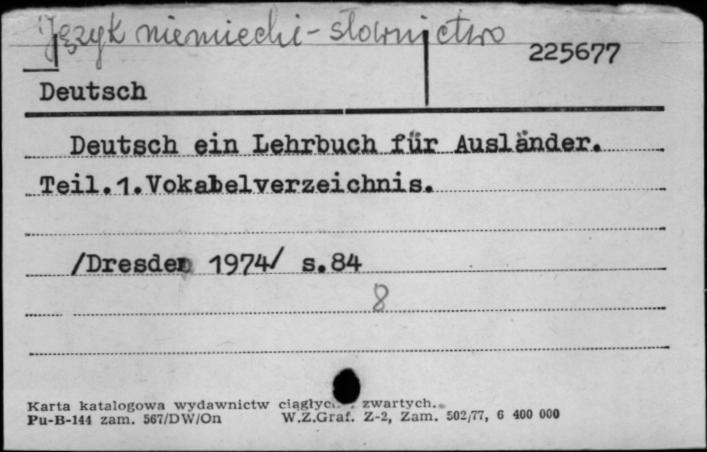 Język niemiecki - słownictwo
225677
Deutsch
Deutsch ein Lehrbuch für Ausländer.
Teil.1.Vokabelverzeichnis.
/Dresden 1974/ s.84
8
Karta katalogowa wydawnictw zwartych.
Pu-B-144 zam. 567/DW/On W.Z.Graf. Z-2, Zam. 502/77, 6 400 000